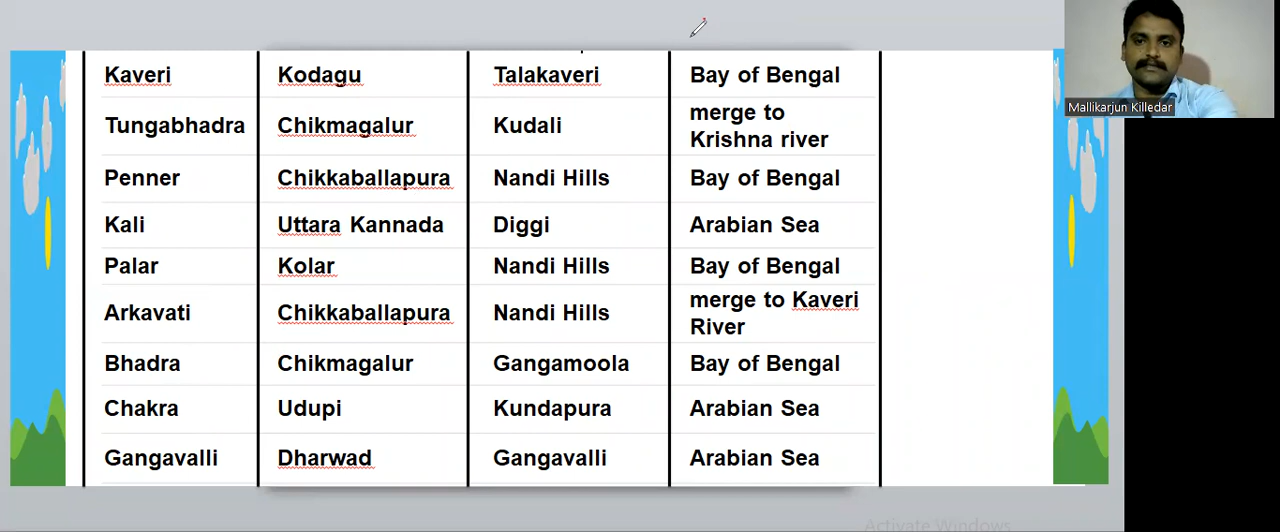 Kaveri Kodagu Talakaveri Bay of Bengal
Mallikarjun Killedar
Tungabhadra Chikmagalur Kudali merge to
Krishna river
Penner Chikkaballapura Nandi Hills Bay of Bengal
Kali Uttara Kannada Diggi Arabian Sea
Palar Kolar Nandi Hills Bay of Bengal
Arkavati Chikkaballapura Nandi Hills merge to Kaveri
River
Bhadra Chikmagalur Gangamoola Bay of Bengal
Chakra Udupi Kundapura Arabian Sea
Gangavalli Dharwad Gangavalli Arabian Sea
Activate Windows